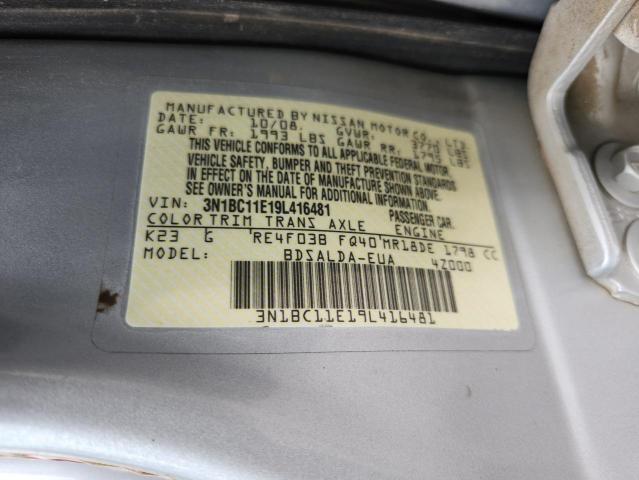 MANUFACTURED BY NISSAN MOTOR CO., LTD.
DATE: 10/08. GVWR: 3770 LBS
GAWR FR: 1993 LBS GAWR RR: 1795 LBS
THIS VEHICLE CONFORMS TO ALL APPLICABLE FEDERAL MOTOR
VEHICLE SAFETY, BUMPER AND THEFT PREVENTION STANDARDS
IN EFFECT ON THE DATE OF MANUFACTURE SHOWN ABOVE.
SEE OWNER'S MANUAL FOR ADDITIONAL INFORMATION.
VIN: 3N1BC11E19L416481 PASSENGER CAR.
COLOR TRIM TRANS AXLE ENGINE
K23 G RE4F03B FQ40 MR18DE 1798 CC
MODEL: BDSALDA-EUA 4Z000
3N1BC11E19L416481